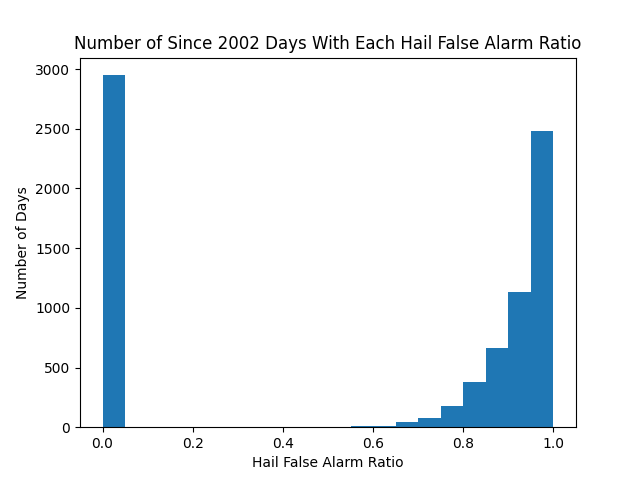 Number of Since 2002 Days With Each Hail False Alarm Ratio
3000
2500
2000
1500
1000
500
0
Number of Days
0.0 0.2 0.4 0.6 0.8 1.0
Hail False Alarm Ratio